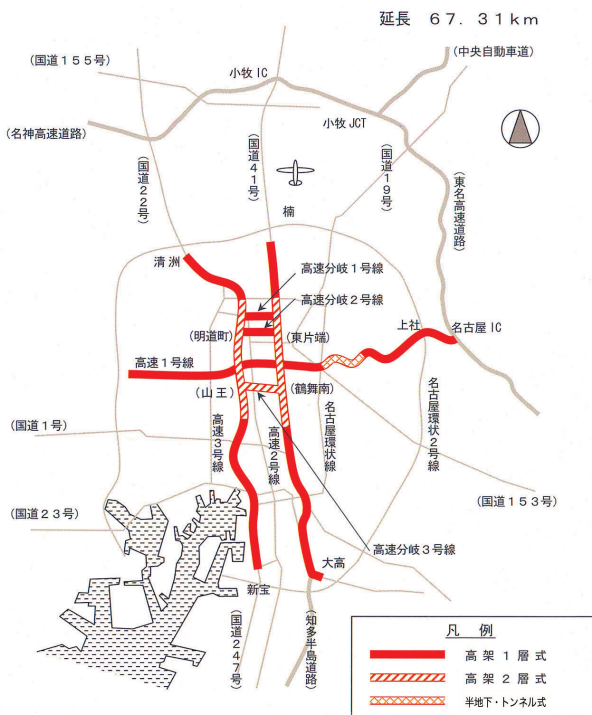 延長 67.31km
(中央自動車道)
(国道155号)
小牧IC
小牧JCT
(名神高速道路)
(国道22号)
(国道41号)
(国道19号)
(東名高速道路)
楠
清洲
高速分岐1号線
高速分岐2号線
上社
名古屋IC
(明道町)
(東片端)
高速1号線
(山王)
(鶴舞南)
(国道1号)
高速3号線
高速2号線
名古屋環状線
名古屋環状2号線
(国道153号)
(国道23号)
高速分岐3号線
大高
新宝
(国道247号)
(知多半島道路)
凡例
高架1層式
高架2層式
半地下・トンネル式